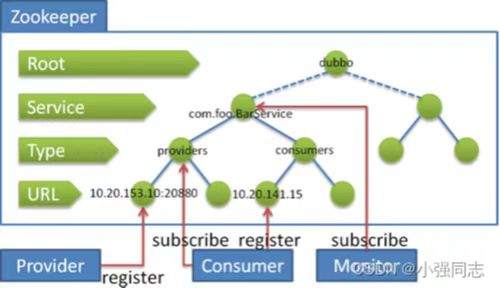 Zookeeper
Root
dubbo
Service
com.foo.BarService
Type
providers
consumers
URL
10.20.153.10:20880
10.20.141.15
subscribe
register
subscribe
Provider
Consumer
Monitor
register
CSDN @小强同志